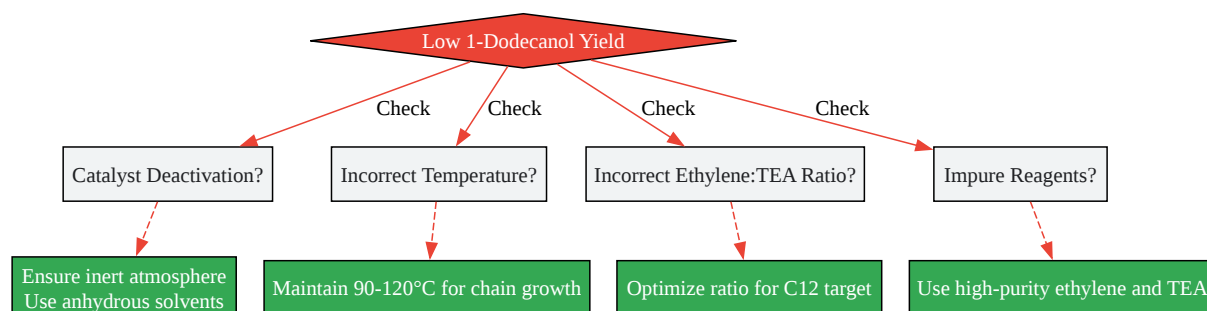 Low 1-Dodecanol Yield
Check
Check
Check
Check
Catalyst Deactivation?
Incorrect Temperature?
Incorrect Ethylene:TEA Ratio?
Impure Reagents?
Ensure inert atmosphere
Use anhydrous solvents
Maintain 90-120°C for chain growth
Optimize ratio for C12 target
Use high-purity ethylene and TEA